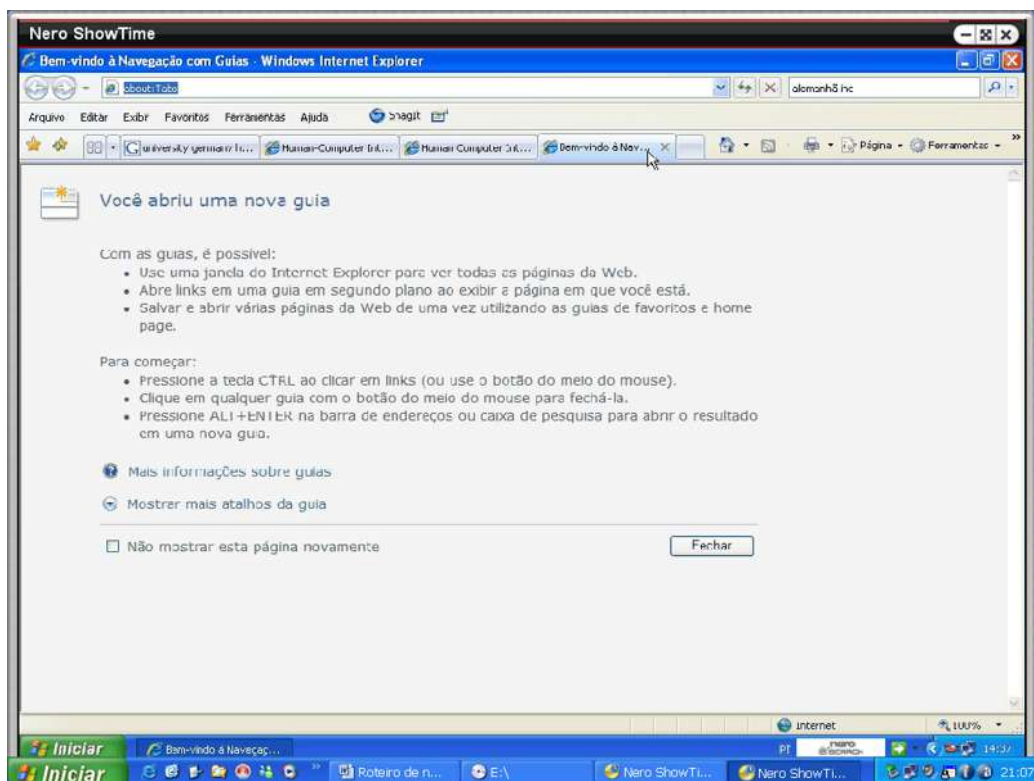 Nero ShowTime
Bem-vindo à Navegação com Guias - Windows Internet Explorer
about:Tabs
alemanhã ihc
Arquivo Editar Exibir Favoritos Ferramentas Ajuda SnagIt
university germany h... Human-Computer Int... Human Computer Int... Bem-vindo à Nav... Página Ferramentas »
Você abriu uma nova guia
Com as guias, é possível:
• Use uma janela do Internet Explorer para ver todas as páginas da Web.
• Abre links em uma guia em segundo plano ao exibir a página em que você está.
• Salvar e abrir várias páginas da Web de uma vez utilizando as guias de favoritos e home
page.
Para começar:
• Pressione a tecla CTRL ao clicar em links (ou use o botão do meio do mouse).
• Clique em qualquer guia com o botão do meio do mouse para fechá-la.
• Pressione ALT+ENTER na barra de endereços ou caixa de pesquisa para abrir o resultado
em uma nova guia.
Mais informações sobre guias
Mostrar mais atalhos da guia
Não mostrar esta página novamente
Fechar
Internet 100%
Iniciar Bem-vindo à Navegaç... PT nero SEARCH 14:37
Iniciar » Roteiro de n... E:\ Nero ShowTi... Nero ShowTi...